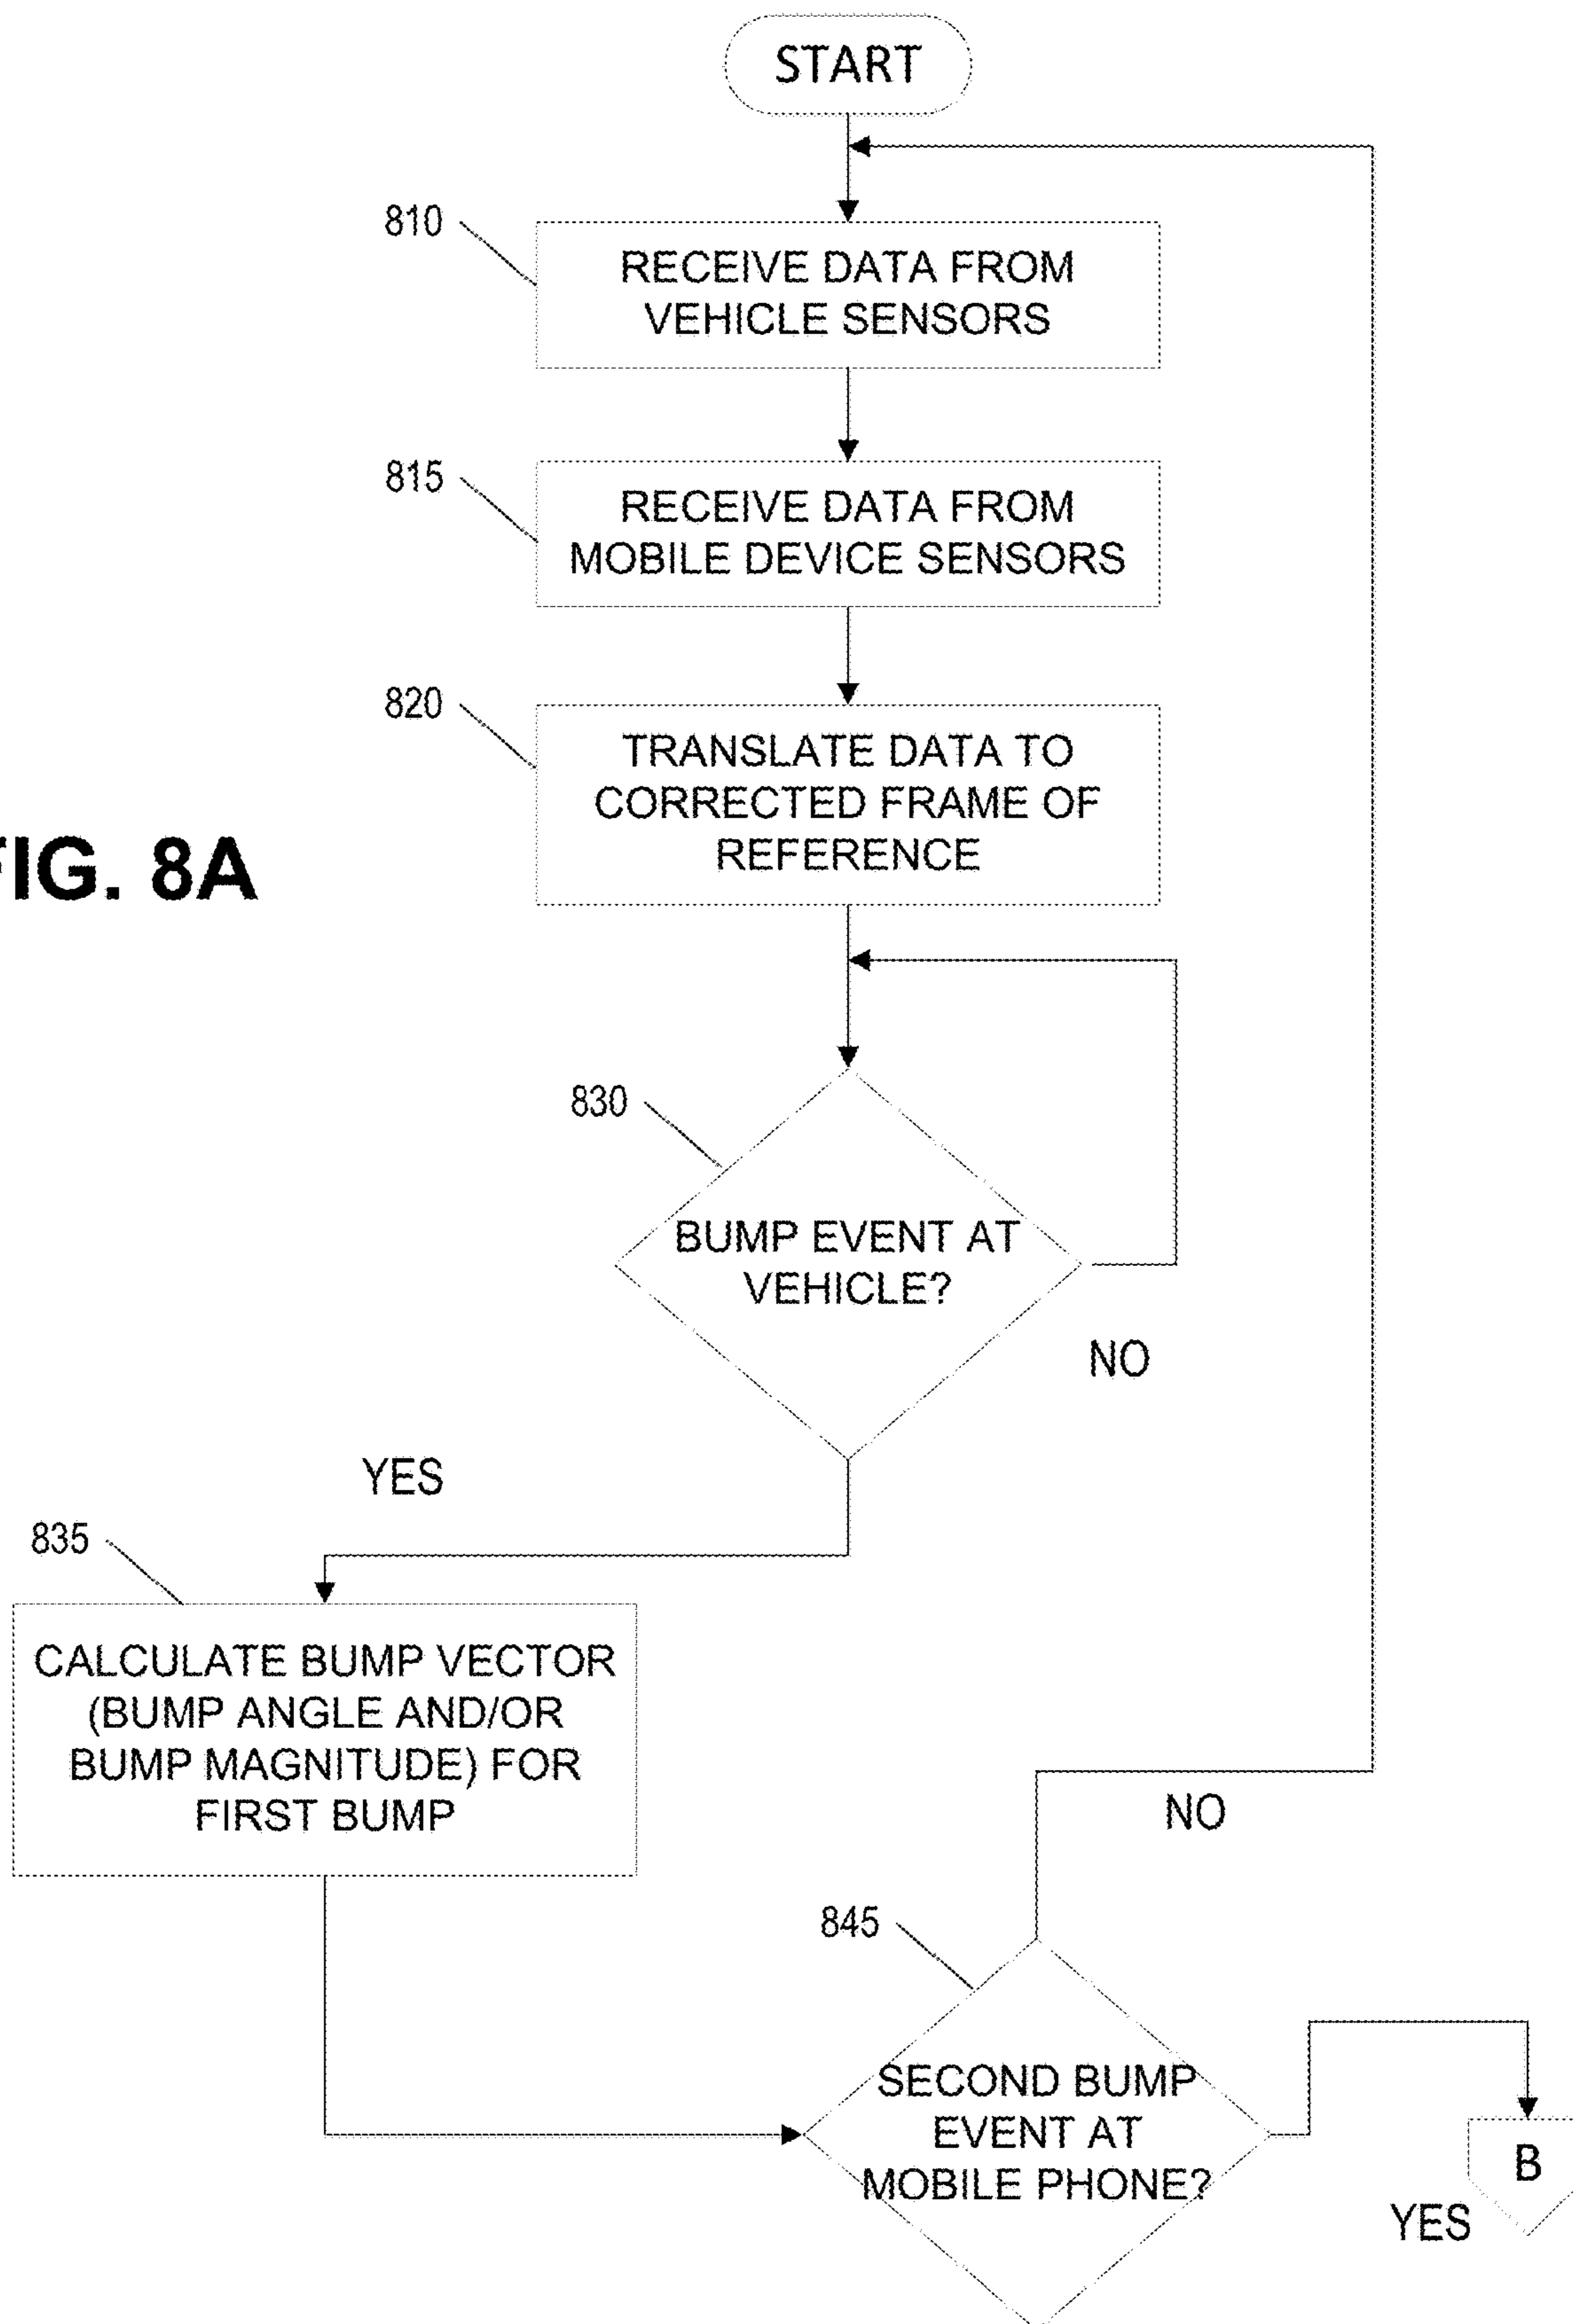 START
810
RECEIVE DATA FROM
VEHICLE SENSORS
815
RECEIVE DATA FROM
MOBILE DEVICE SENSORS
820
TRANSLATE DATA TO
CORRECTED FRAME OF
REFERENCE
FIG. 8A
830
BUMP EVENT AT
VEHICLE?
NO
YES
835
CALCULATE BUMP VECTOR
(BUMP ANGLE AND/OR
BUMP MAGNITUDE) FOR
FIRST BUMP
NO
845
SECOND BUMP
EVENT AT
MOBILE PHONE?
B
YES